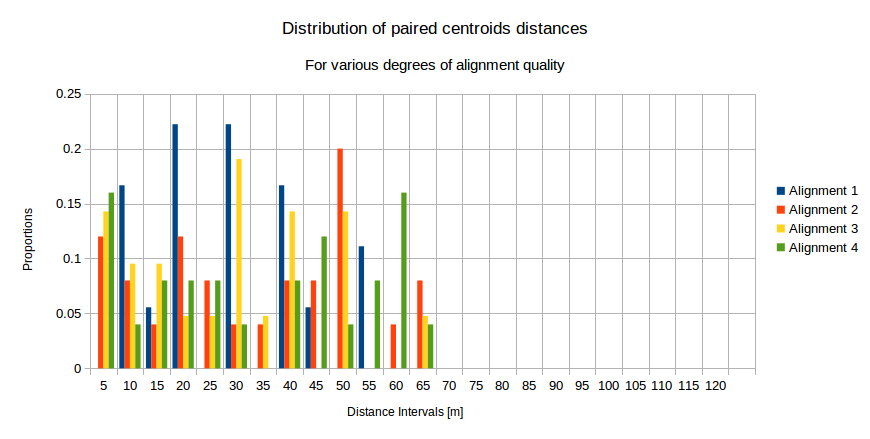 Distribution of paired centroids distances
For various degrees of alignment quality
0.25
0.2
0.15
0.1
0.05
0
Proportions
5 10 15 20 25 30 35 40 45 50 55 60 65 70 75 80 85 90 95 100 105 110 115 120
Distance Intervals [m]
Alignment 1
Alignment 2
Alignment 3
Alignment 4